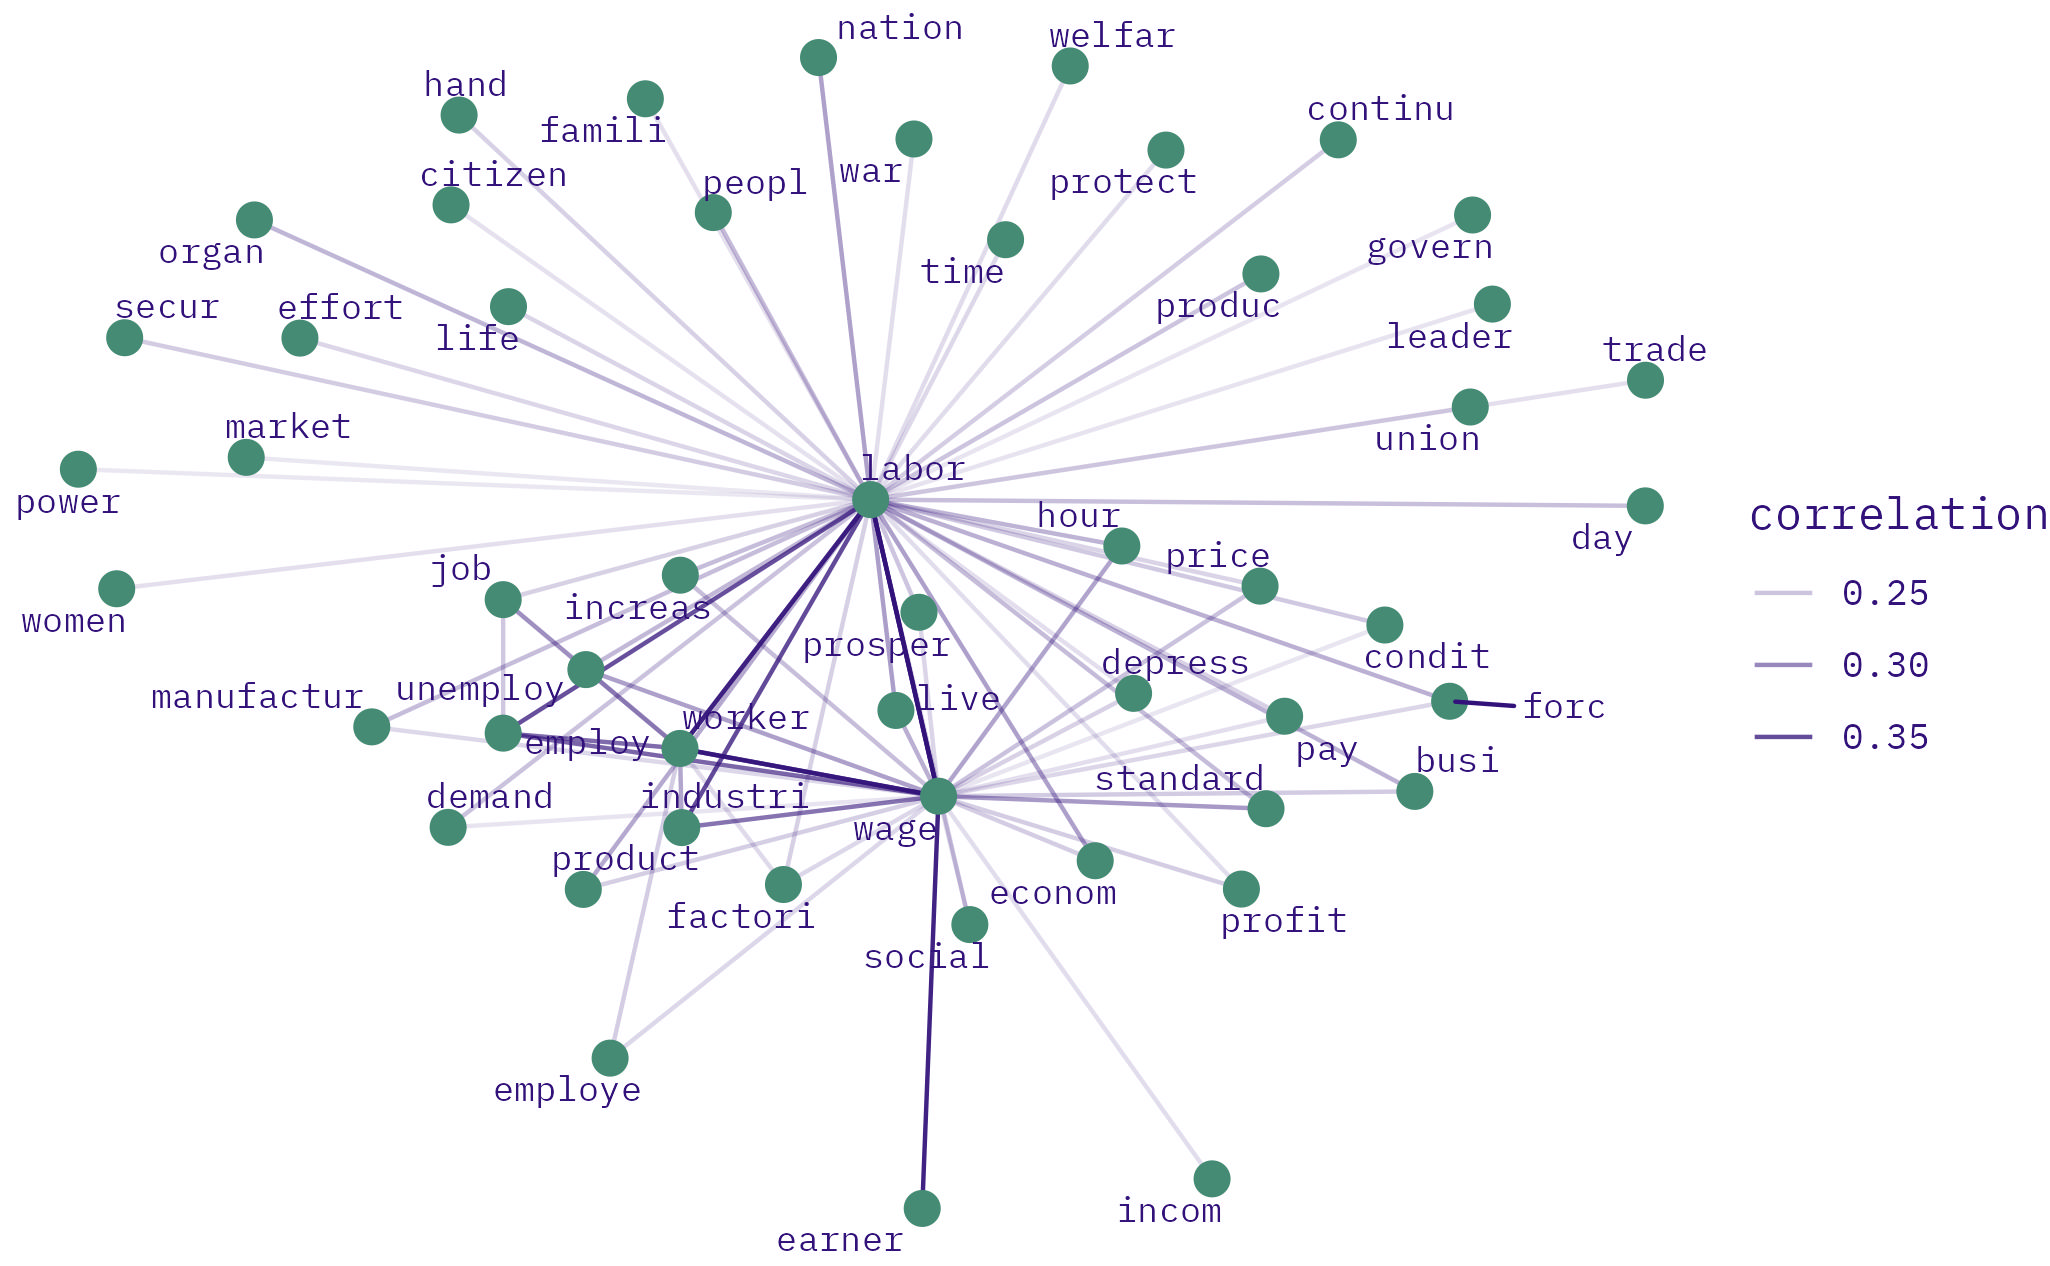 nation
welfar
hand
continu
famili
war
citizen
peopl
protect
organ
time
govern
secur
effort
life
produc
leader
trade
market
union
labor
power
hour
day
correlation
job
price
0.25
increas
women
prosper
depress
condit
0.30
manufactur
unemploy
live
forc
worker
employ
pay
0.35
busi
demand
industri
standard
wage
product
econom
factori
profit
social
employe
incom
earner